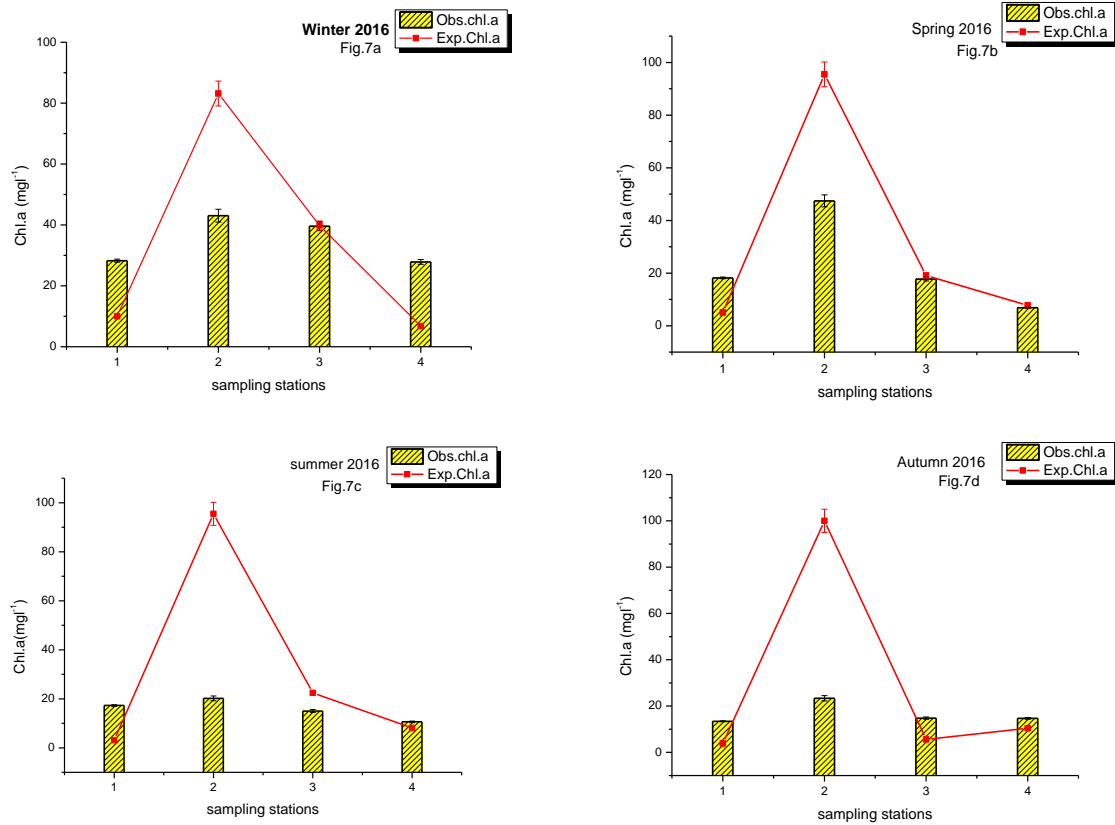 Winter 2016
Fig.7a
Obs.chl.a
Exp.Chl.a
100
80
60
40
20
0
Chl.a (mgl⁻¹)
1 2 3 4
sampling stations
Spring 2016
Fig.7b
Obs.chl.a
Exp.Chl.a
100
80
60
40
20
0
Chl.a (mgl⁻¹)
1 2 3 4
sampling stations
summer 2016
Fig.7c
Obs.chl.a
Exp.Chl.a
100
80
60
40
20
0
Chl.a(mgl⁻¹)
1 2 3 4
sampling stations
Autumn 2016
Fig.7d
Obs.chl.a
Exp.Chl.a
120
100
80
60
40
20
0
Chl.a (mgl⁻¹)
1 2 3 4
sampling stations